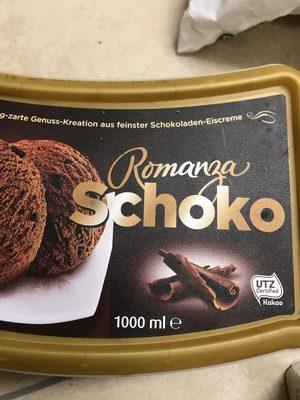 -zarte Genuss-Kreation aus feinster Schokoladen-Eiscreme
Romanza
Schoko
UTZ
Certified
Kakao
1000 ml e